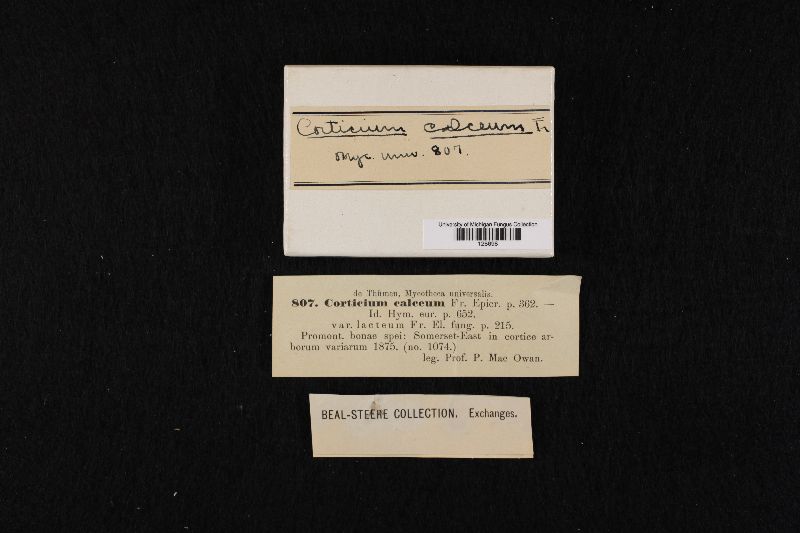 Corticium calceum Fr
Myc. univ. 807.
University of Michigan Fungus Collection
de Thümen, Mycotheca universalis.
807. Corticium calceum Fr. Epicr. p. 362. —
Id. Hym. eur. p. 652.
var. lacteum Fr. El. fung. p. 215.
Promont. bonae spei: Somerset-East in cortice ar-
borum variarum 1875. (no. 1074.)
leg. Prof. P. Mac Owan.
BEAL-STEERE COLLECTION. Exchanges.